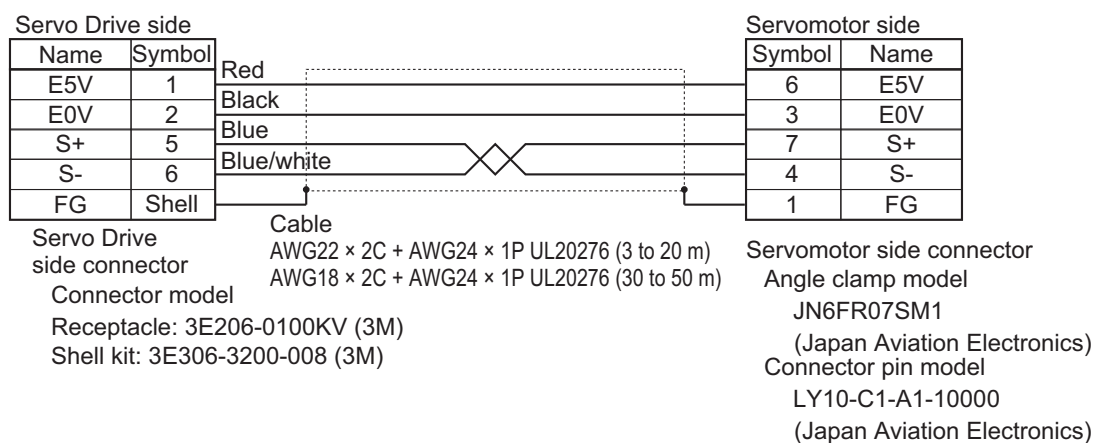 Servo Drive side
Name Symbol
E5V 1
E0V 2
S+ 5
S- 6
FG Shell
Red
Black
Blue
Blue/white
Servomotor side
Symbol Name
6 E5V
3 E0V
7 S+
4 S-
1 FG
Servo Drive
side connector
Connector model
Receptacle: 3E206-0100KV (3M)
Shell kit: 3E306-3200-008 (3M)
Cable
AWG22 × 2C + AWG24 × 1P UL20276 (3 to 20 m)
AWG18 × 2C + AWG24 × 1P UL20276 (30 to 50 m)
Servomotor side connector
Angle clamp model
JN6FR07SM1
(Japan Aviation Electronics)
Connector pin model
LY10-C1-A1-10000
(Japan Aviation Electronics)